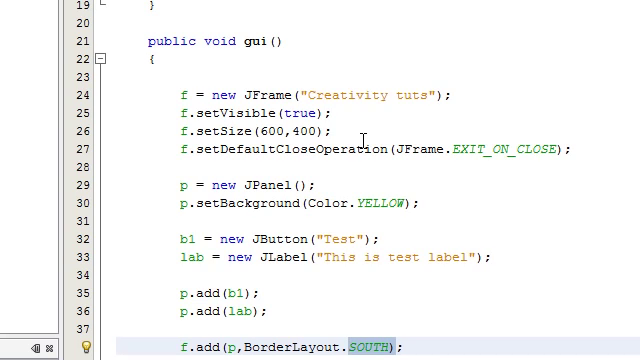 19 }
20
21 public void gui()
22 {
23
24 f = new JFrame("Creativity tuts");
25 f.setVisible(true);
26 f.setSize(600,400);
27 f.setDefaultCloseOperation(JFrame.EXIT_ON_CLOSE);
28
29 p = new JPanel();
30 p.setBackground(Color.YELLOW);
31
32 b1 = new JButton("Test");
33 lab = new JLabel("This is test label");
34
35 p.add(b1);
36 p.add(lab);
37
f.add(p,BorderLayout.SOUTH);